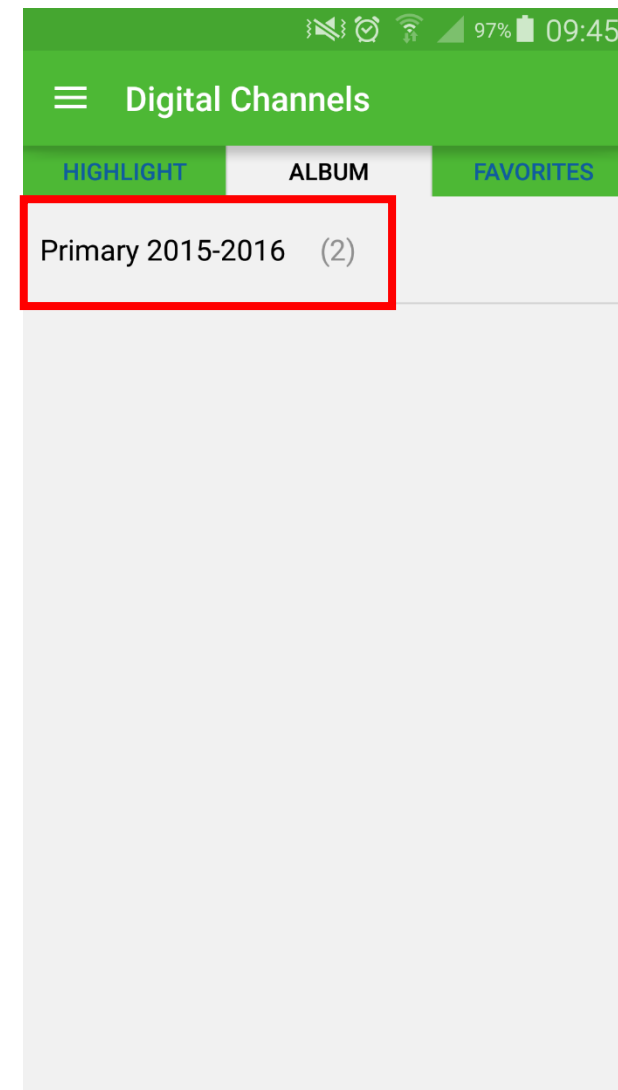 97% 09:45
Digital Channels
HIGHLIGHT ALBUM FAVORITES
Primary 2015-2016 (2)